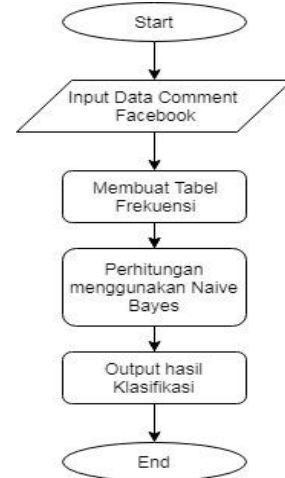 Start
Input Data Comment
Facebook
Membuat Tabel
Frekuensi
Perhitungan
menggunakan Naive
Bayes
Output hasil
Klasifikasi
End